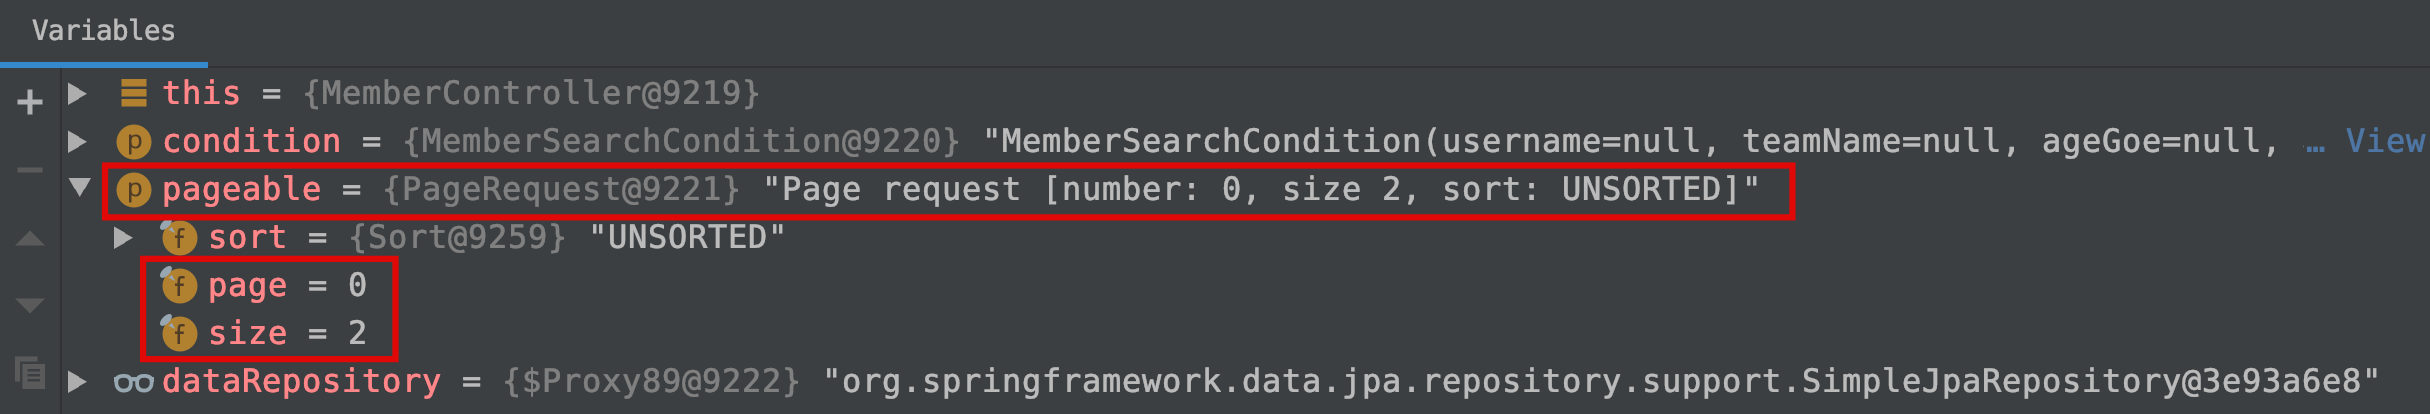 Variables
this = {MemberController@9219}
p condition = {MemberSearchCondition@9220} "MemberSearchCondition(username=null, teamName=null, ageGoe=null, … View
p pageable = {PageRequest@9221} "Page request [number: 0, size 2, sort: UNSORTED]"
f sort = {Sort@9259} "UNSORTED"
f page = 0
f size = 2
dataRepository = {$Proxy89@9222} "org.springframework.data.jpa.repository.support.SimpleJpaRepository@3e93a6e8"